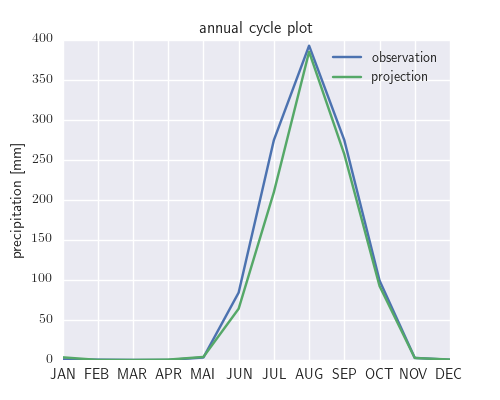 annual cycle plot
observation
projection
precipitation [mm]
400
350
300
250
200
150
100
50
0
JAN FEB MAR APR MAI JUN JUL AUG SEP OCT NOV DEC